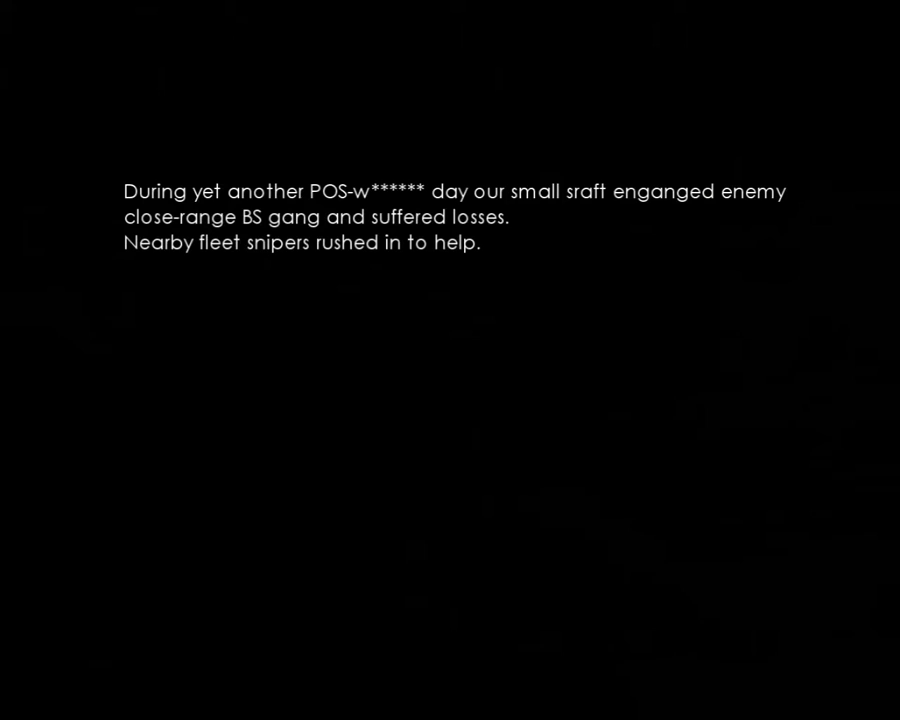 During yet another POS-w****** day our small sraft enganged enemy
close-range BS gang and suffered losses.
Nearby fleet snipers rushed in to help.